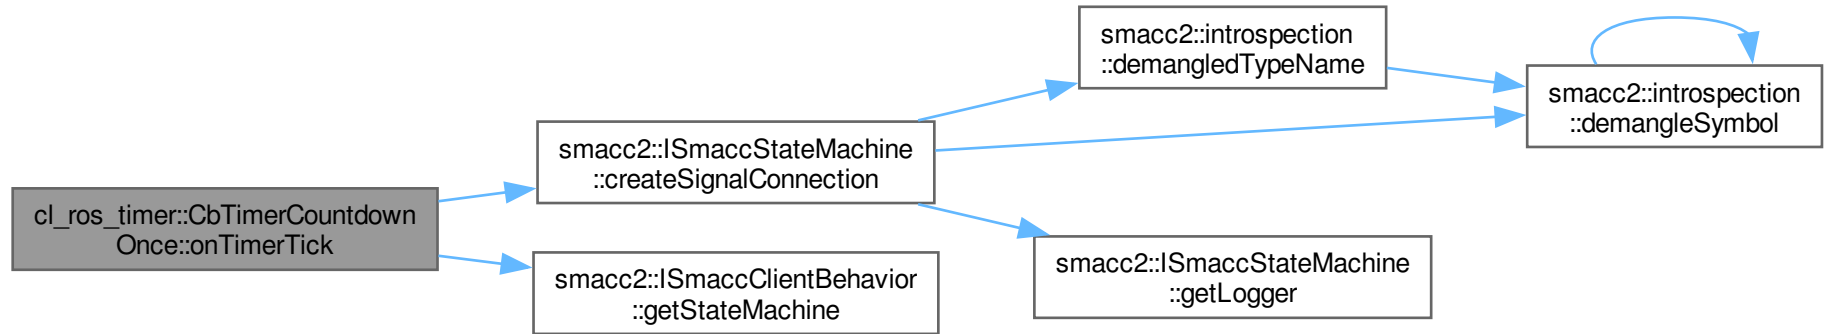 cl_ros_timer::CbTimerCountdown
Once::onTimerTick
smacc2::ISmaccStateMachine
::createSignalConnection
smacc2::ISmaccClientBehavior
::getStateMachine
smacc2::introspection
::demangledTypeName
smacc2::ISmaccStateMachine
::getLogger
smacc2::introspection
::demangleSymbol